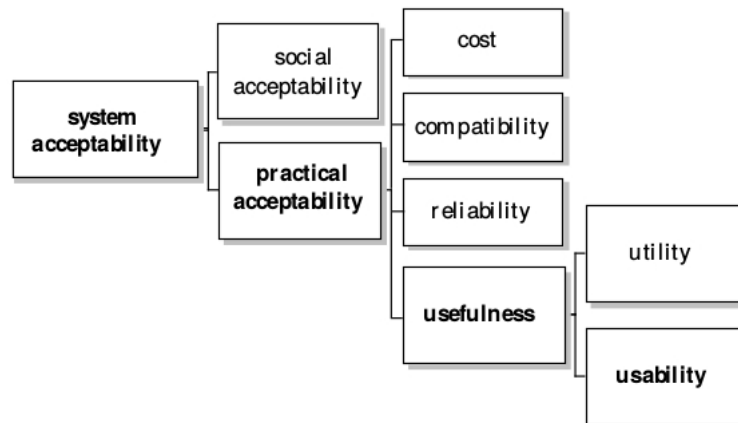 system
acceptability
social
acceptability
practical
acceptability
cost
compatibility
reliability
usefulness
utility
usability